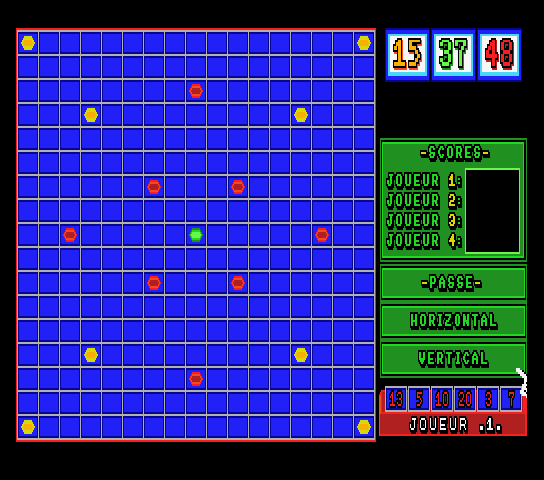 15 37 48
-SCORES-
JOUEUR 1:
JOUEUR 2:
JOUEUR 3:
JOUEUR 4:
-PASSE-
HORIZONTAL
VERTICAL
13 5 10 20 3 7
JOUEUR .1.